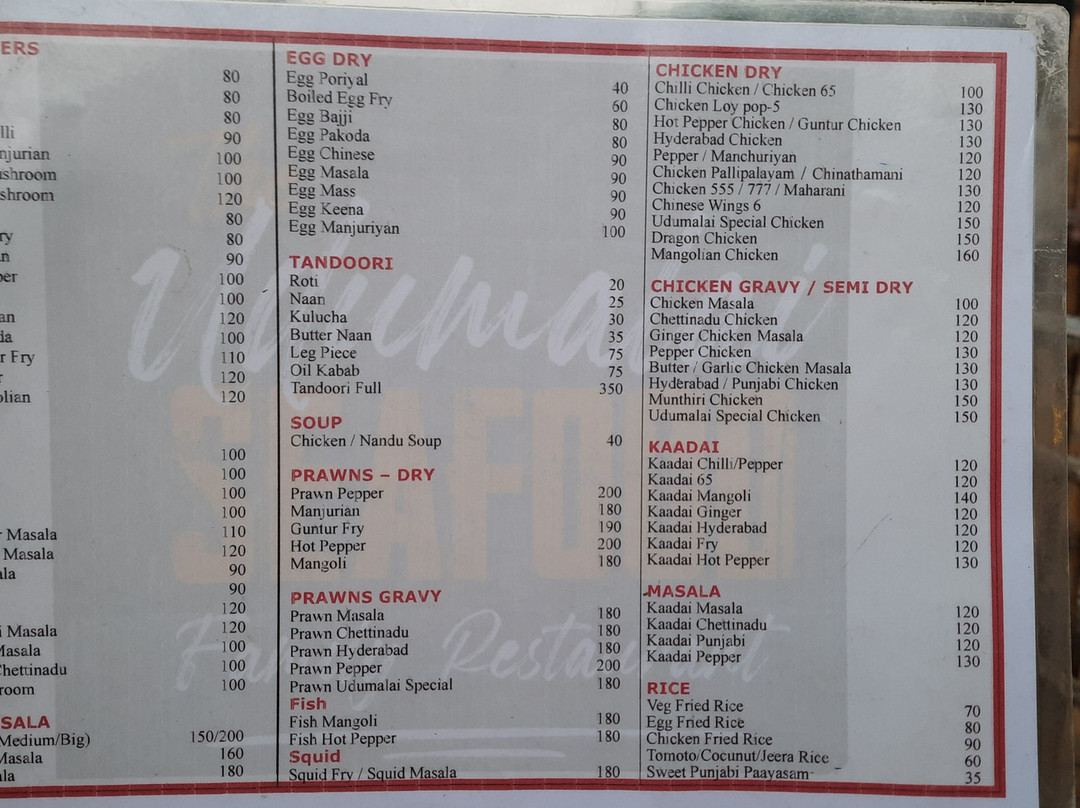 ERS
80
80
80
lli 90
njurian 100
ushroom 100
shroom 120
80
ry 80
n 90
per 100
100
an 120
da 100
r Fry 110
r 120
olian 120
100
100
100
100
r Masala 110
Masala 120
ala 90
90
120
i Masala 120
Masala 100
Chettinadu 100
room 100
SALA
Medium/Big) 150/200
Masala 160
ala 180
EGG DRY
Egg Poriyal 40
Boiled Egg Fry 60
Egg Bajji 80
Egg Pakoda 80
Egg Chinese 90
Egg Masala 90
Egg Mass 90
Egg Keena 90
Egg Manjuriyan 100
TANDOORI
Roti 20
Naan 25
Kulucha 30
Butter Naan 35
Leg Piece 75
Oil Kabab 75
Tandoori Full 350
SOUP
Chicken / Nandu Soup 40
PRAWNS – DRY
Prawn Pepper 200
Manjurian 180
Guntur Fry 190
Hot Pepper 200
Mangoli 180
PRAWNS GRAVY
Prawn Masala 180
Prawn Chettinadu 180
Prawn Hyderabad 180
Prawn Pepper 200
Prawn Udumalai Special 180
Fish
Fish Mangoli 180
Fish Hot Pepper 180
Squid
Squid Fry / Squid Masala 180
CHICKEN DRY
Chilli Chicken / Chicken 65 100
Chicken Loy pop-5 130
Hot Pepper Chicken / Guntur Chicken 130
Hyderabad Chicken 130
Pepper / Manchuriyan 120
Chicken Pallipalayam / Chinathamani 120
Chicken 555 / 777 / Maharani 130
Chinese Wings 6 120
Udumalai Special Chicken 150
Dragon Chicken 150
Mangolian Chicken 160
CHICKEN GRAVY / SEMI DRY
Chicken Masala 100
Chettinadu Chicken 120
Ginger Chicken Masala 120
Pepper Chicken 130
Butter / Garlic Chicken Masala 130
Hyderabad / Punjabi Chicken 130
Munthiri Chicken 150
Udumalai Special Chicken 150
KAADAI
Kaadai Chilli/Pepper 120
Kaadai 65 120
Kaadai Mangoli 140
Kaadai Ginger 120
Kaadai Hyderabad 120
Kaadai Fry 120
Kaadai Hot Pepper 130
MASALA
Kaadai Masala 120
Kaadai Chettinadu 120
Kaadai Punjabi 120
Kaadai Pepper 130
RICE
Veg Fried Rice 70
Egg Fried Rice 80
Chicken Fried Rice 90
Tomoto/Cocunut/Jeera Rice 60
Sweet Punjabi Paayasam 35
Udumalai
SEAFOOD
Family Restaurant